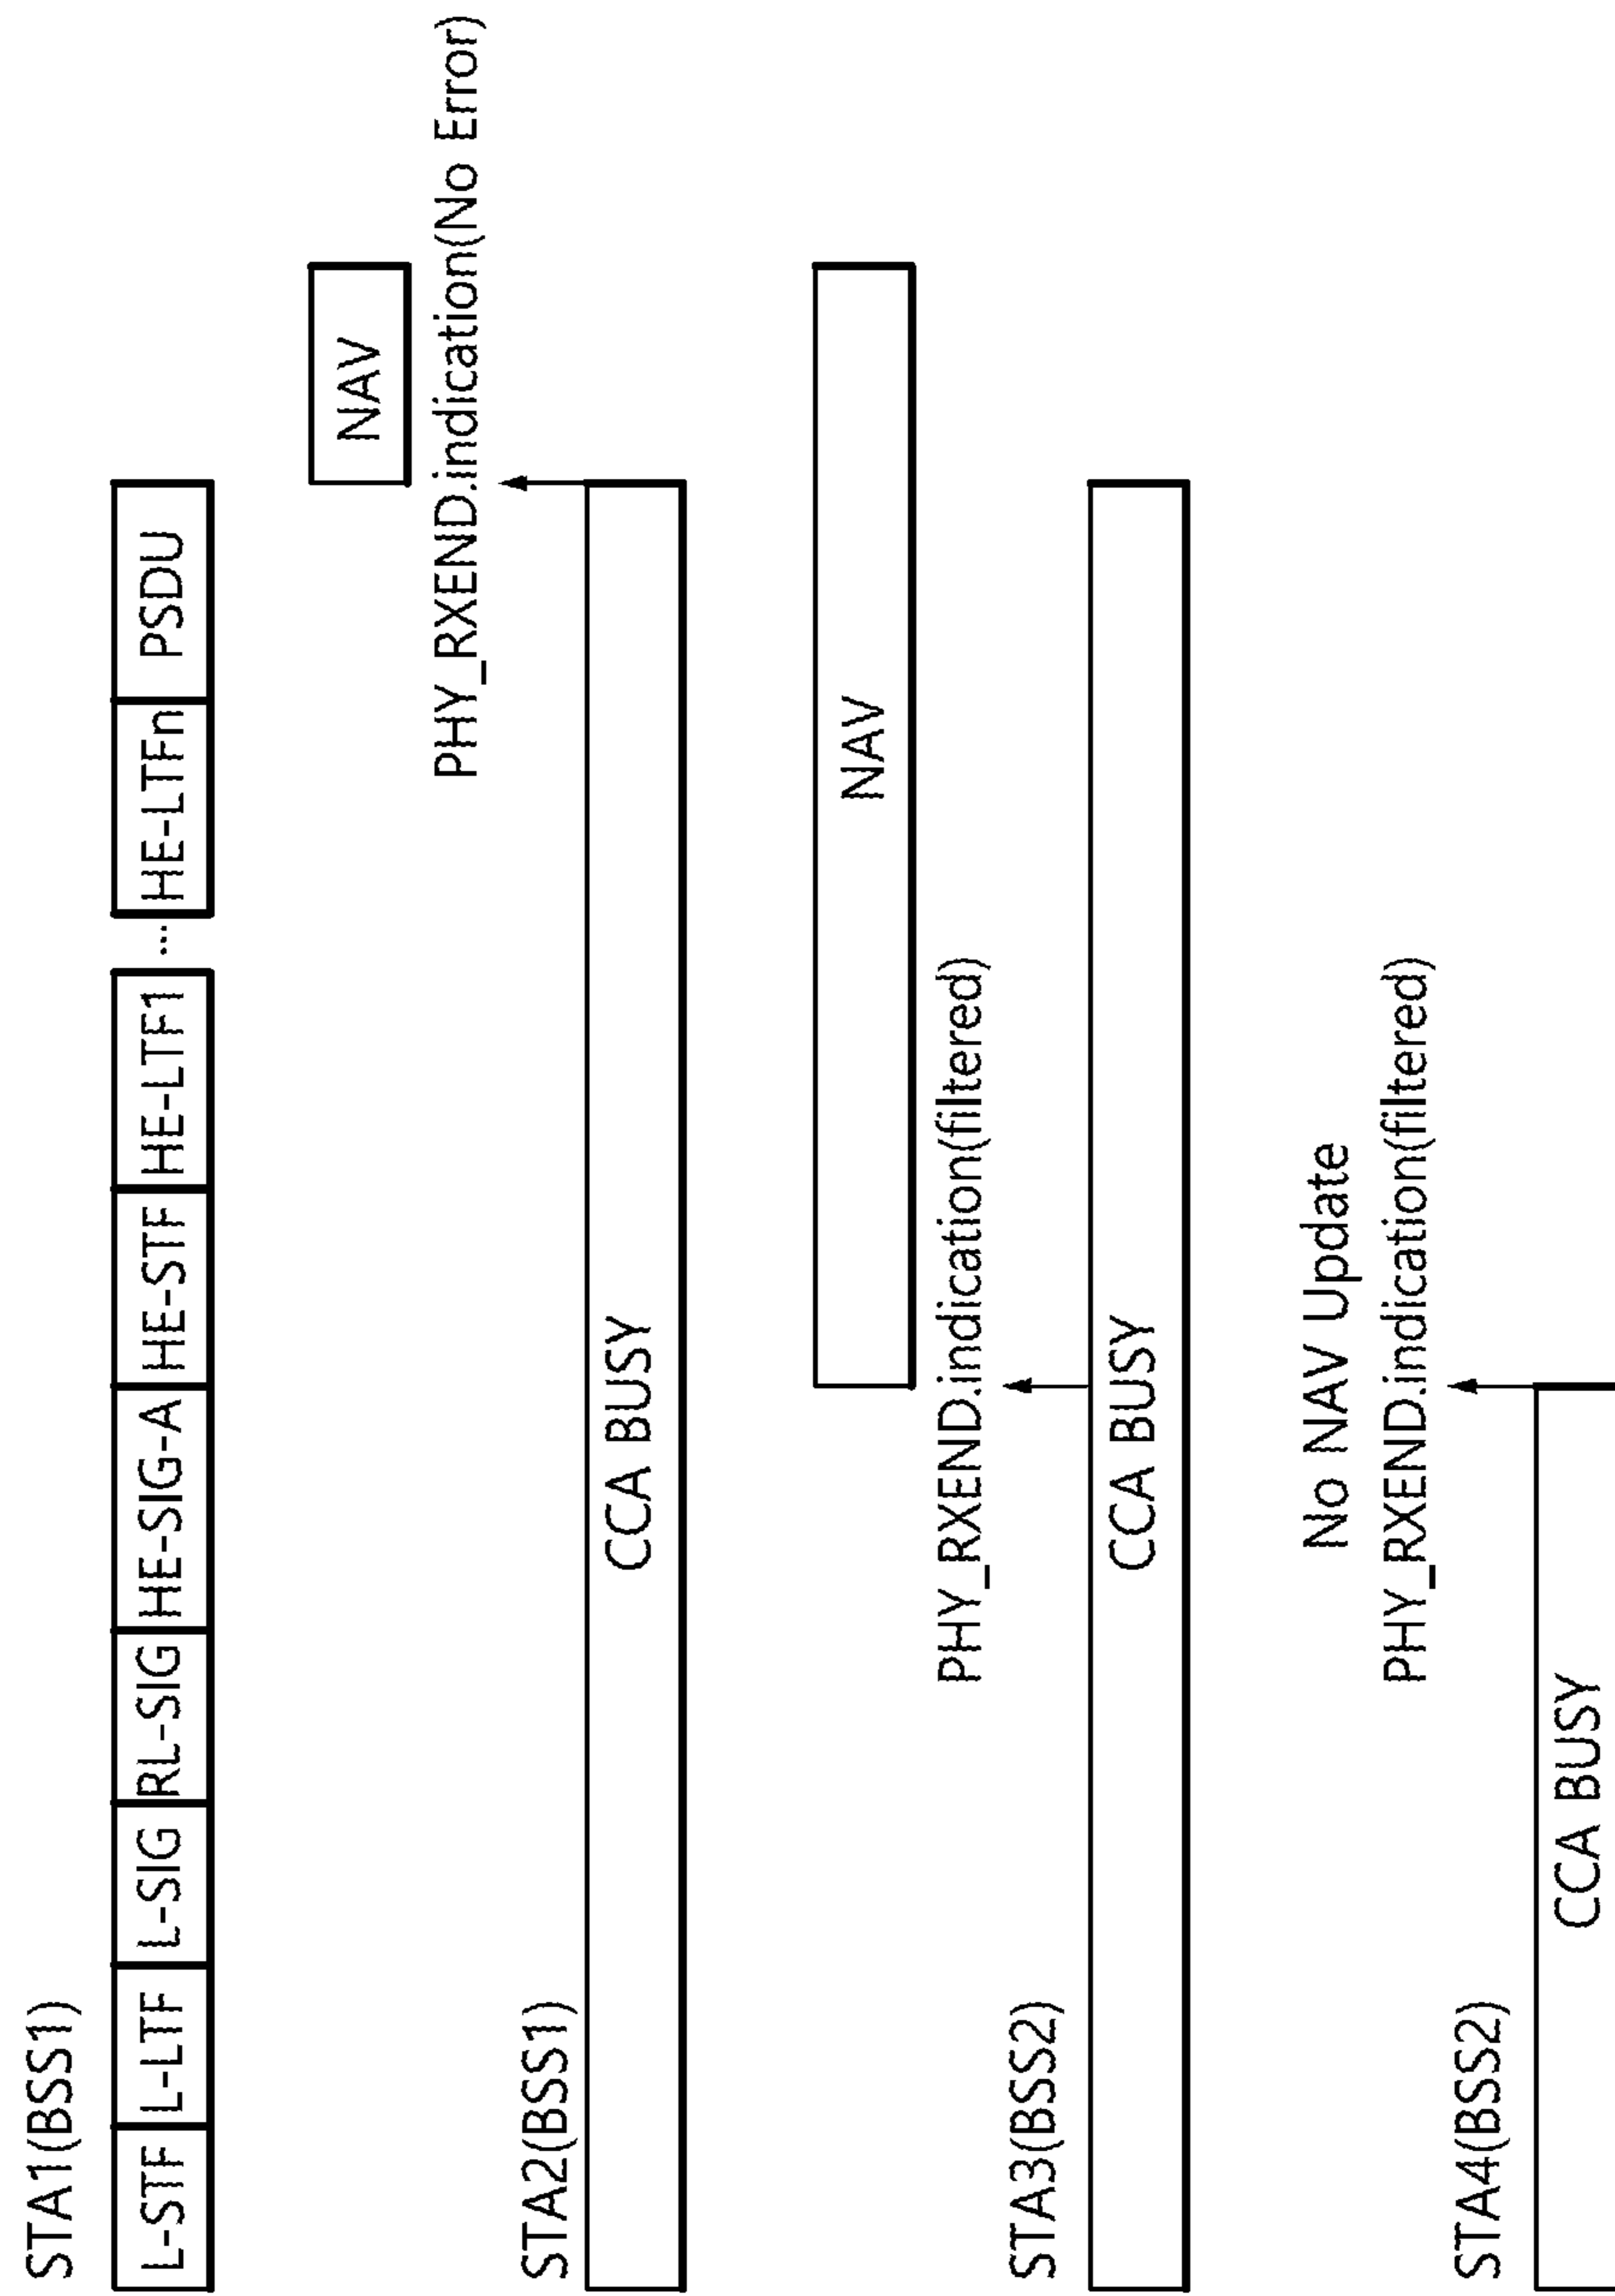 STA1(BSS1)
L-STF L-LTF L-SIG RL-SIG HE-SIG-A HE-STF HE-LTF1 ... HE-LTFn PSDU
NAV
PHY_RXEND.indication(No Error)
STA2(BSS1)
CCA BUSY
NAV
PHY_RXEND.indication(filtered)
STA3(BSS2)
CCA BUSY
No NAV Update
PHY_RXEND.indication(filtered)
STA4(BSS2)
CCA BUSY